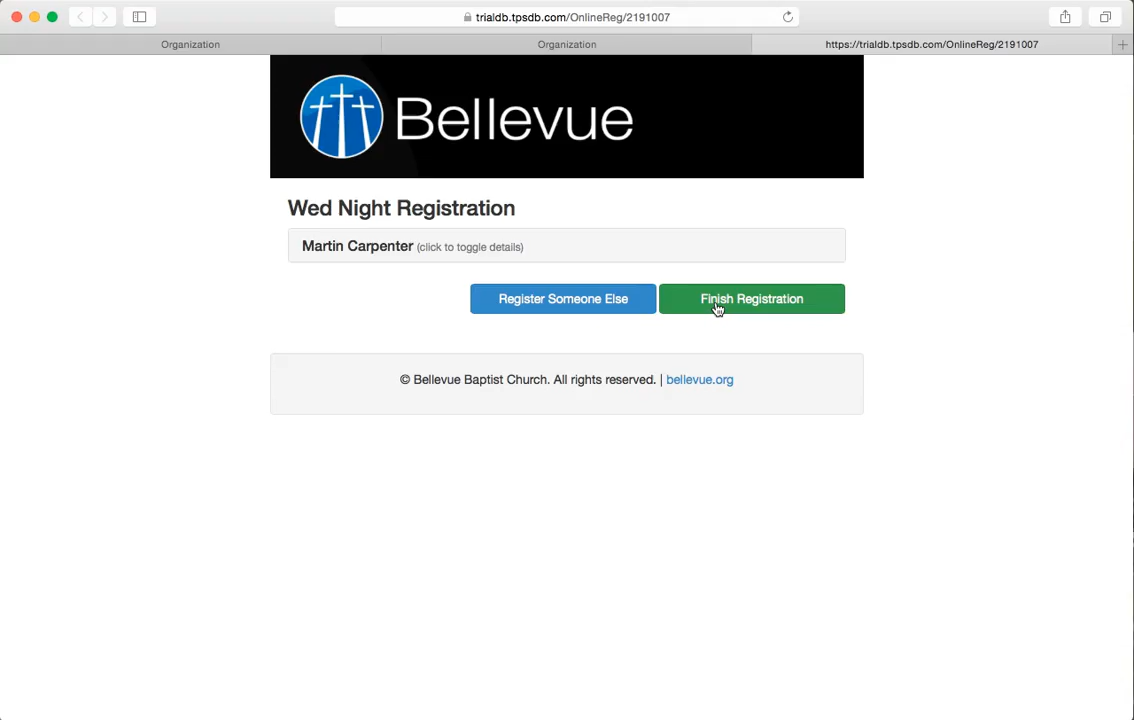 trialdb.tpsdb.com/OnlineReg/2191007
Organization
Organization
https://trialdb.tpsdb.com/OnlineReg/2191007
Bellevue
Wed Night Registration
Martin Carpenter (click to toggle details)
Register Someone Else
Finish Registration
© Bellevue Baptist Church. All rights reserved. | bellevue.org